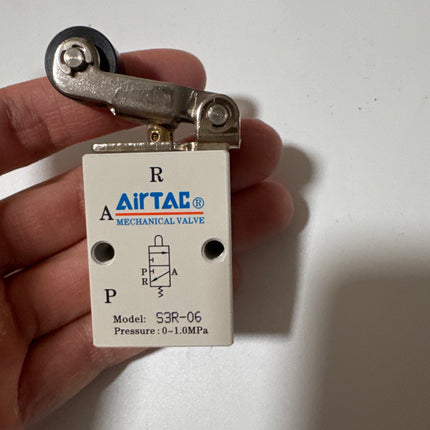 R
AirTAC ®
A
MECHANICAL VALVE
P A
R
P
Model: S3R-06
Pressure: 0~1.0MPa